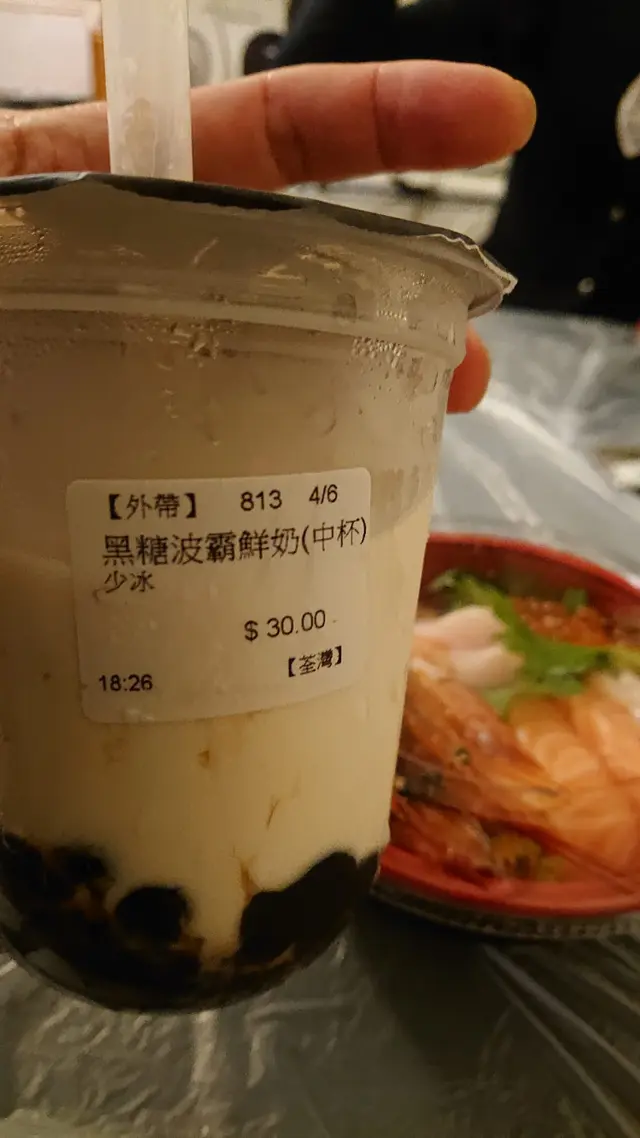 【外帶】 813 4/6
黑糖波霸鮮奶(中杯)
少冰
$ 30.00
【荃灣】
18:26